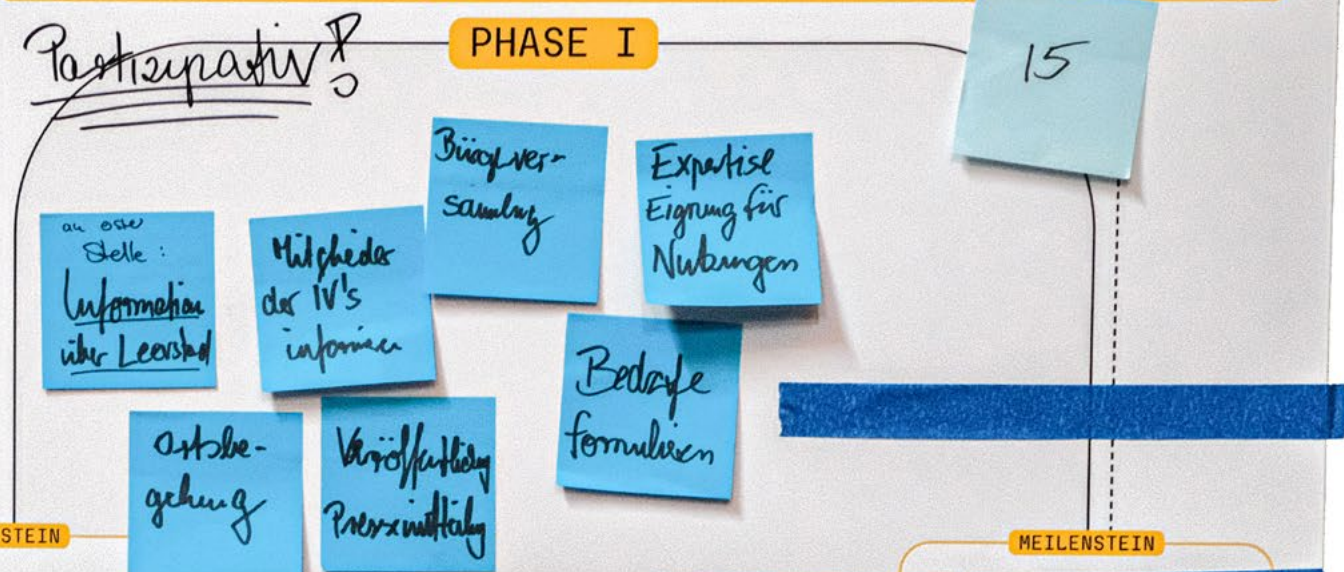 Partizipativ!
PHASE I
15
Bürgerver-
sammlung
Expertise
Eignung für
Nutzungen
an erster
Stelle:
Information
über Leerstand
Mitglieder
der IV's
informieren
Bedarfe
formulieren
Ortsbe-
gehung
Veröffentlichung
Pressemitteilung
STEIN
MEILENSTEIN